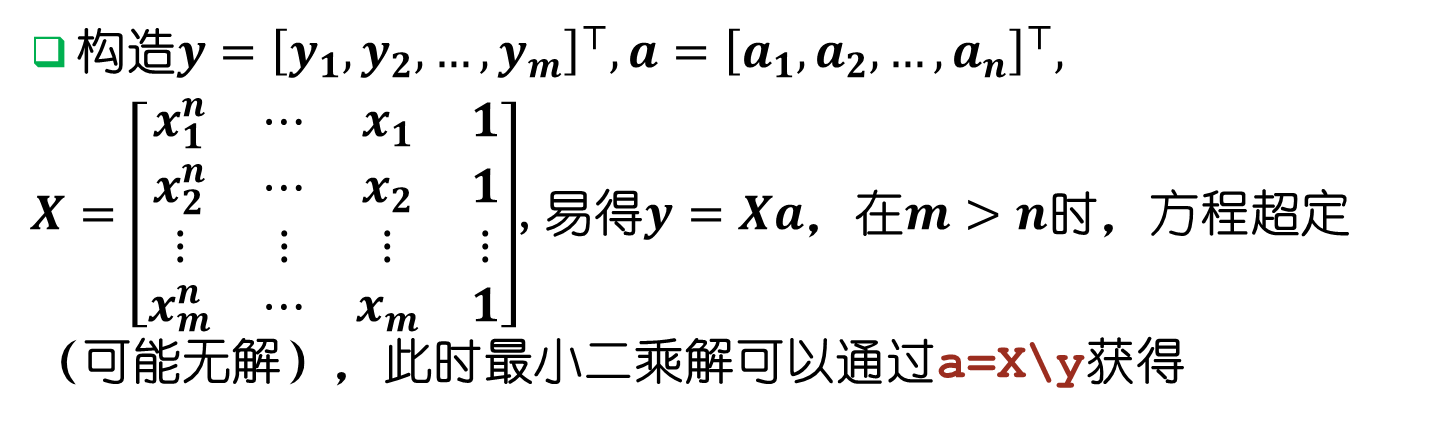 ❑ 构造y = [y₁, y₂, … , yₘ]⊤, a = [a₁, a₂, … , aₙ]⊤,
x₁ⁿ ⋯ x₁ 1
x₂ⁿ ⋯ x₂ 1
X = [⋮ ⋮ ⋮ ⋮], 易得y = Xa，在m > n时，方程超定
xₘⁿ ⋯ xₘ 1
（可能无解），此时最小二乘解可以通过a=X\y获得